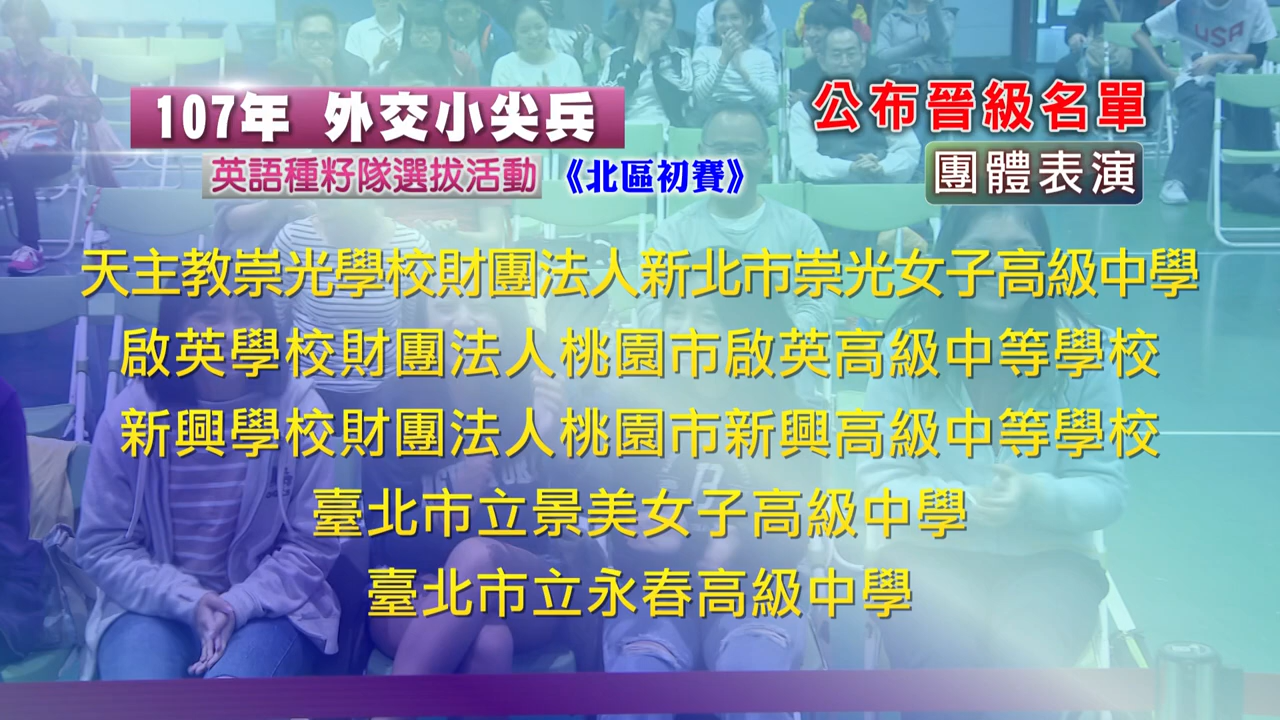 107年 外交小尖兵
英語種籽隊選拔活動 《北區初賽》
公布晉級名單
團體表演
天主教崇光學校財團法人新北市崇光女子高級中學
啟英學校財團法人桃園市啟英高級中等學校
新興學校財團法人桃園市新興高級中等學校
臺北市立景美女子高級中學
臺北市立永春高級中學
USA